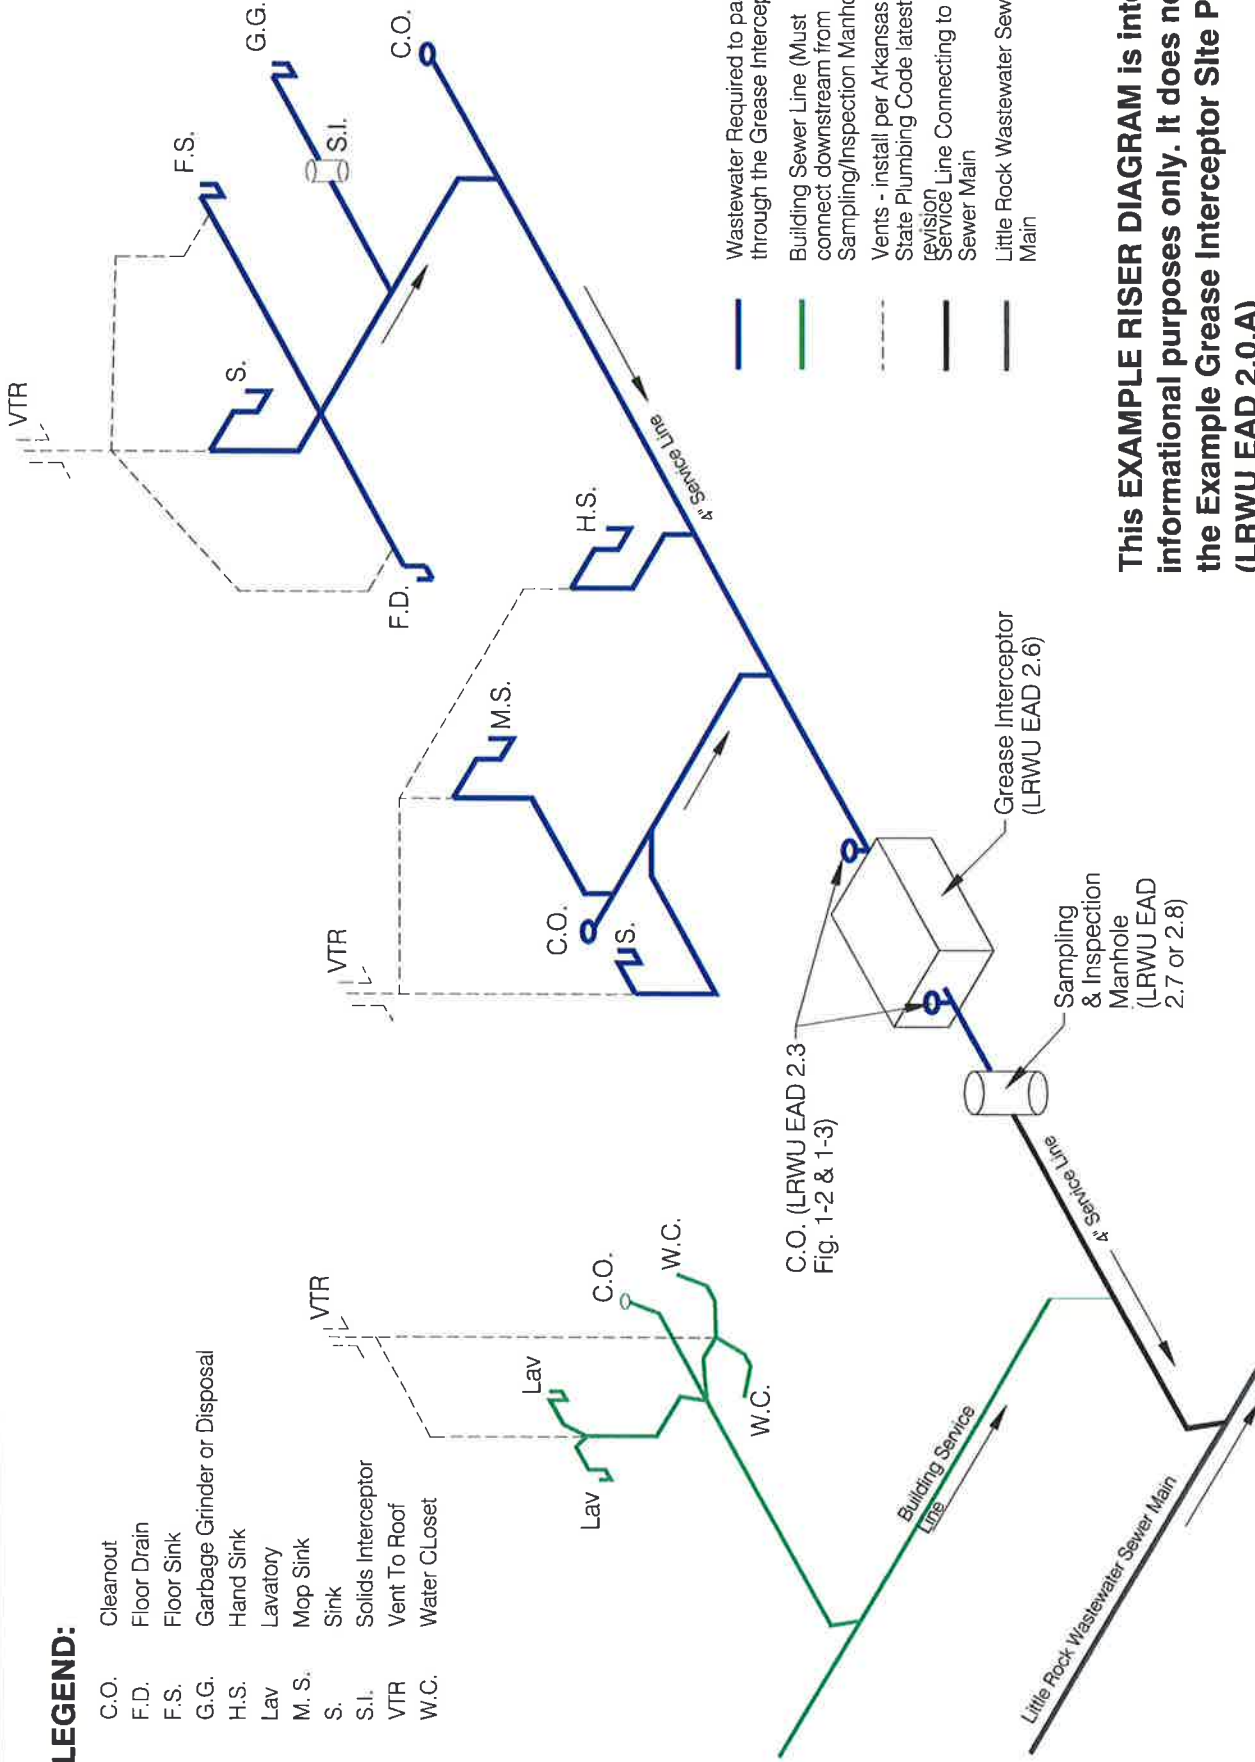 LEGEND:
C.O. Cleanout
F.D. Floor Drain
F.S. Floor Sink
G.G. Garbage Grinder or Disposal
H.S. Hand Sink
Lav Lavatory
M. S. Mop Sink
S. Sink
S.I. Solids Interceptor
VTR Vent To Roof
W.C. Water CLoset
VTR
Lav
Lav
C.O.
W.C.
W.C.
Building Service
Line
Little Rock Wastewater Sewer Main
4" Service Line
VTR
C.O.
S.
M.S.
H.S.
C.O. (LRWU EAD 2.3
Fig. 1-2 & 1-3)
Sampling
& Inspection
Manhole
(LRWU EAD
2.7 or 2.8)
Grease Interceptor
(LRWU EAD 2.6)
VTR
S.
F.S.
F.D.
G.G.
S.I.
C.O.
4" Service Line
Wastewater Required to pa
through the Grease Intercep
Building Sewer Line (Must
connect downstream from
Sampling/Inspection Manho
Vents - install per Arkansas
State Plumbing Code latest
revision
Service Line Connecting to
Sewer Main
Little Rock Wastewater Sew
Main
This EXAMPLE RISER DIAGRAM is inte
informational purposes only. It does no
the Example Grease Interceptor SIte P
(LRWU EAD 2.0.A)